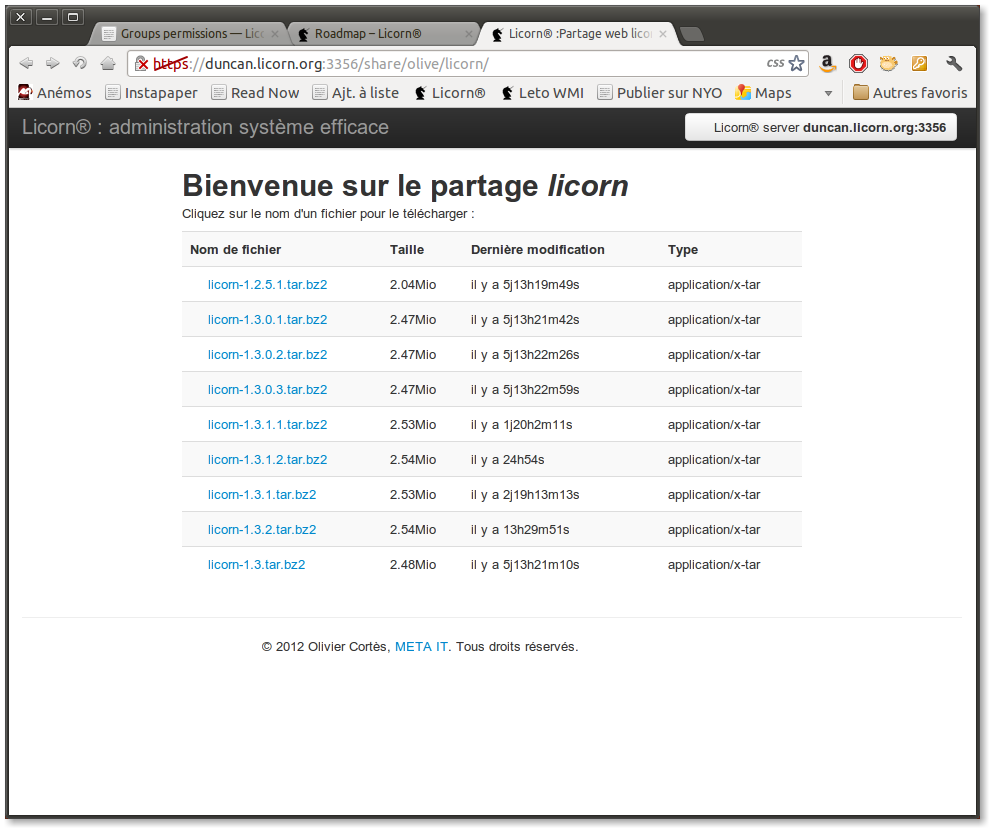 Groups permissions — Lic
Roadmap – Licorn®
Licorn® :Partage web lico
https://duncan.licorn.org:3356/share/olive/licorn/
css
Anémos
Instapaper
Read Now
Ajt. à liste
Licorn®
Leto WMI
Publier sur NYO
Maps
Autres favoris
Licorn® : administration système efficace
Licorn® server duncan.licorn.org:3356
Bienvenue sur le partage licorn
Cliquez sur le nom d'un fichier pour le télécharger :
Nom de fichier Taille Dernière modification Type
licorn-1.2.5.1.tar.bz2 2.04Mio il y a 5j13h19m49s application/x-tar
licorn-1.3.0.1.tar.bz2 2.47Mio il y a 5j13h21m42s application/x-tar
licorn-1.3.0.2.tar.bz2 2.47Mio il y a 5j13h22m26s application/x-tar
licorn-1.3.0.3.tar.bz2 2.47Mio il y a 5j13h22m59s application/x-tar
licorn-1.3.1.1.tar.bz2 2.53Mio il y a 1j20h2m11s application/x-tar
licorn-1.3.1.2.tar.bz2 2.54Mio il y a 24h54s application/x-tar
licorn-1.3.1.tar.bz2 2.53Mio il y a 2j19h13m13s application/x-tar
licorn-1.3.2.tar.bz2 2.54Mio il y a 13h29m51s application/x-tar
licorn-1.3.tar.bz2 2.48Mio il y a 5j13h21m10s application/x-tar
© 2012 Olivier Cortès, META IT. Tous droits réservés.